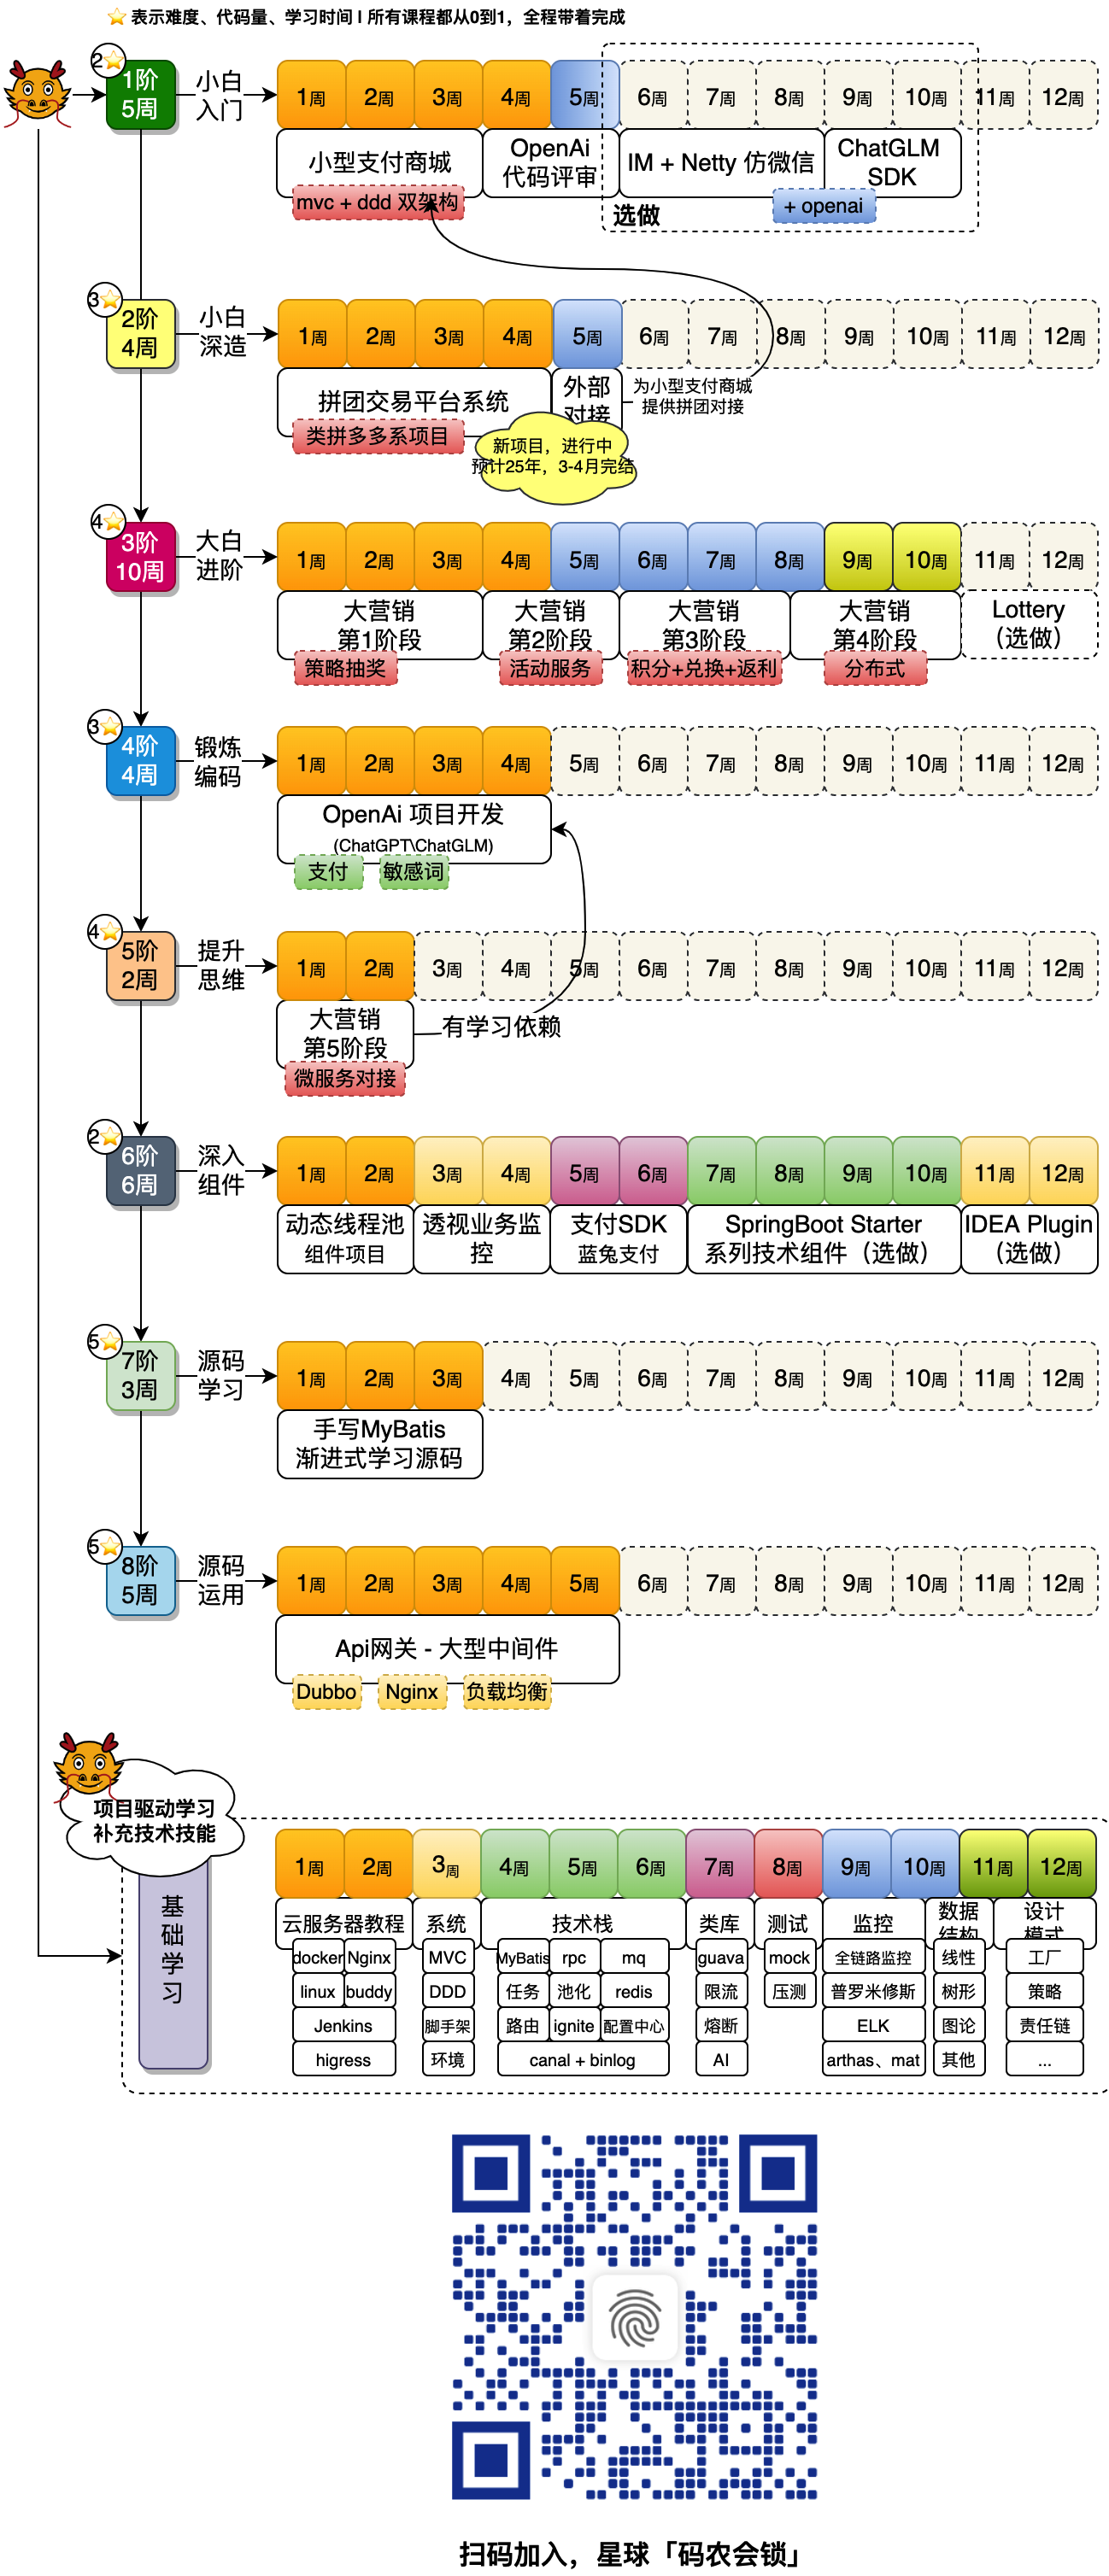 ⭐ 表示难度、代码量、学习时间 | 所有课程都从0到1，全程带着完成
2⭐
1阶
5周
小白
入门
1周 2周 3周 4周 5周 6周 7周 8周 9周 10周 11周 12周
小型支付商城
mvc + ddd 双架构
OpenAi
代码评审
IM + Netty 仿微信
ChatGLM
SDK
+ openai
选做
3⭐
2阶
4周
小白
深造
1周 2周 3周 4周 5周 6周 7周 8周 9周 10周 11周 12周
拼团交易平台系统
类拼多多系项目
外部
对接
为小型支付商城
提供拼团对接
新项目，进行中
预计25年，3-4月完结
4⭐
3阶
10周
大白
进阶
1周 2周 3周 4周 5周 6周 7周 8周 9周 10周 11周 12周
大营销
第1阶段
策略抽奖
大营销
第2阶段
活动服务
大营销
第3阶段
积分+兑换+返利
大营销
第4阶段
分布式
Lottery
（选做）
3⭐
4阶
4周
锻炼
编码
1周 2周 3周 4周 5周 6周 7周 8周 9周 10周 11周 12周
OpenAi 项目开发
(ChatGPT\ChatGLM)
支付 敏感词
4⭐
5阶
2周
提升
思维
1周 2周 3周 4周 5周 6周 7周 8周 9周 10周 11周 12周
大营销
第5阶段
微服务对接
有学习依赖
2⭐
6阶
6周
深入
组件
1周 2周 3周 4周 5周 6周 7周 8周 9周 10周 11周 12周
动态线程池
组件项目
透视业务监
控
支付SDK
蓝兔支付
SpringBoot Starter
系列技术组件（选做）
IDEA Plugin
（选做）
5⭐
7阶
3周
源码
学习
1周 2周 3周 4周 5周 6周 7周 8周 9周 10周 11周 12周
手写MyBatis
渐进式学习源码
5⭐
8阶
5周
源码
运用
1周 2周 3周 4周 5周 6周 7周 8周 9周 10周 11周 12周
Api网关 - 大型中间件
Dubbo Nginx 负载均衡
项目驱动学习
补充技术技能
基
础
学
习
1周 2周 3周 4周 5周 6周 7周 8周 9周 10周 11周 12周
云服务器教程 系统 技术栈 类库 测试 监控
数据
结构
设计
模式
docker Nginx MVC MyBatis rpc mq guava mock 全链路监控 线性 工厂
linux buddy DDD 任务 池化 redis 限流 压测 普罗米修斯 树形 策略
Jenkins 脚手架 路由 ignite 配置中心 熔断 ELK 图论 责任链
higress 环境 canal + binlog AI arthas、mat 其他 ...
扫码加入，星球「码农会锁」